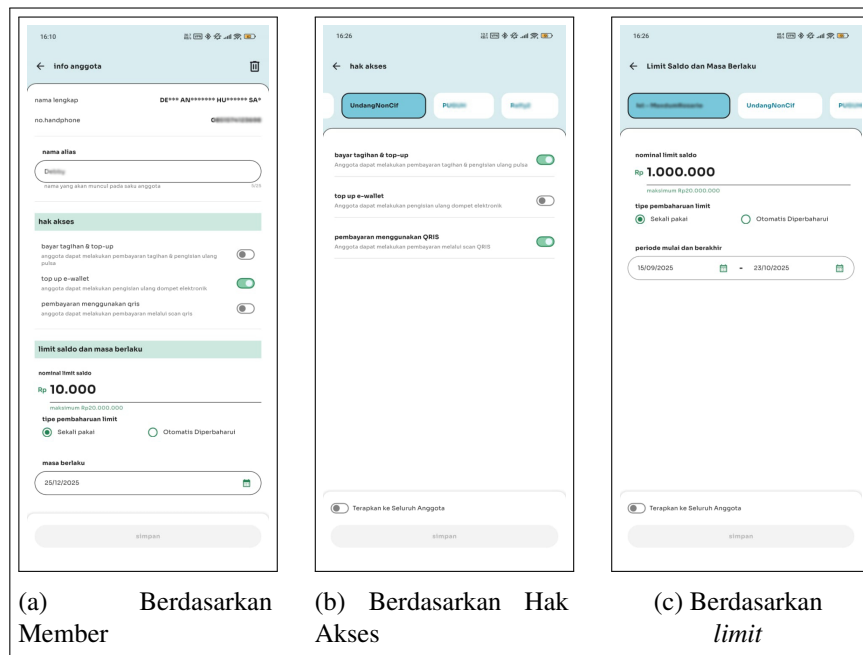 16:10
info anggota
nama lengkap DE*** AN******* HU****** SA*
no.handphone
nama alias
nama yang akan muncul pada saku anggota
hak akses
bayar tagihan & top-up
anggota dapat melakukan pembayaran tagihan & pengisian ulang
pulsa
top up e-wallet
anggota dapat melakukan pengisian ulang dompet elektronik
pembayaran menggunakan qris
anggota dapat melakukan pembayaran melalui scan qris
limit saldo dan masa berlaku
nominal limit saldo
Rp 10.000
maksimum Rp20.000.000
tipe pembaharuan limit
Sekali pakai Otomatis Diperbaharui
masa berlaku
25/12/2025
simpan
(a) Berdasarkan
Member
16:26
hak akses
UndangNonCif
bayar tagihan & top-up
Anggota dapat melakukan pembayaran tagihan & pengisian ulang pulsa
top up e-wallet
Anggota dapat melakukan pengisian ulang dompet elektronik
pembayaran menggunakan QRIS
Anggota dapat melakukan pembayaran melalui scan QRIS
Terapkan ke Seluruh Anggota
simpan
(b) Berdasarkan Hak
Akses
16:26
Limit Saldo dan Masa Berlaku
UndangNonCif
nominal limit saldo
Rp 1.000.000
maksimum Rp20.000.000
tipe pembaharuan limit
Sekali pakai Otomatis Diperbaharui
periode mulai dan berakhir
15/09/2025 - 23/10/2025
Terapkan ke Seluruh Anggota
simpan
(c) Berdasarkan
limit